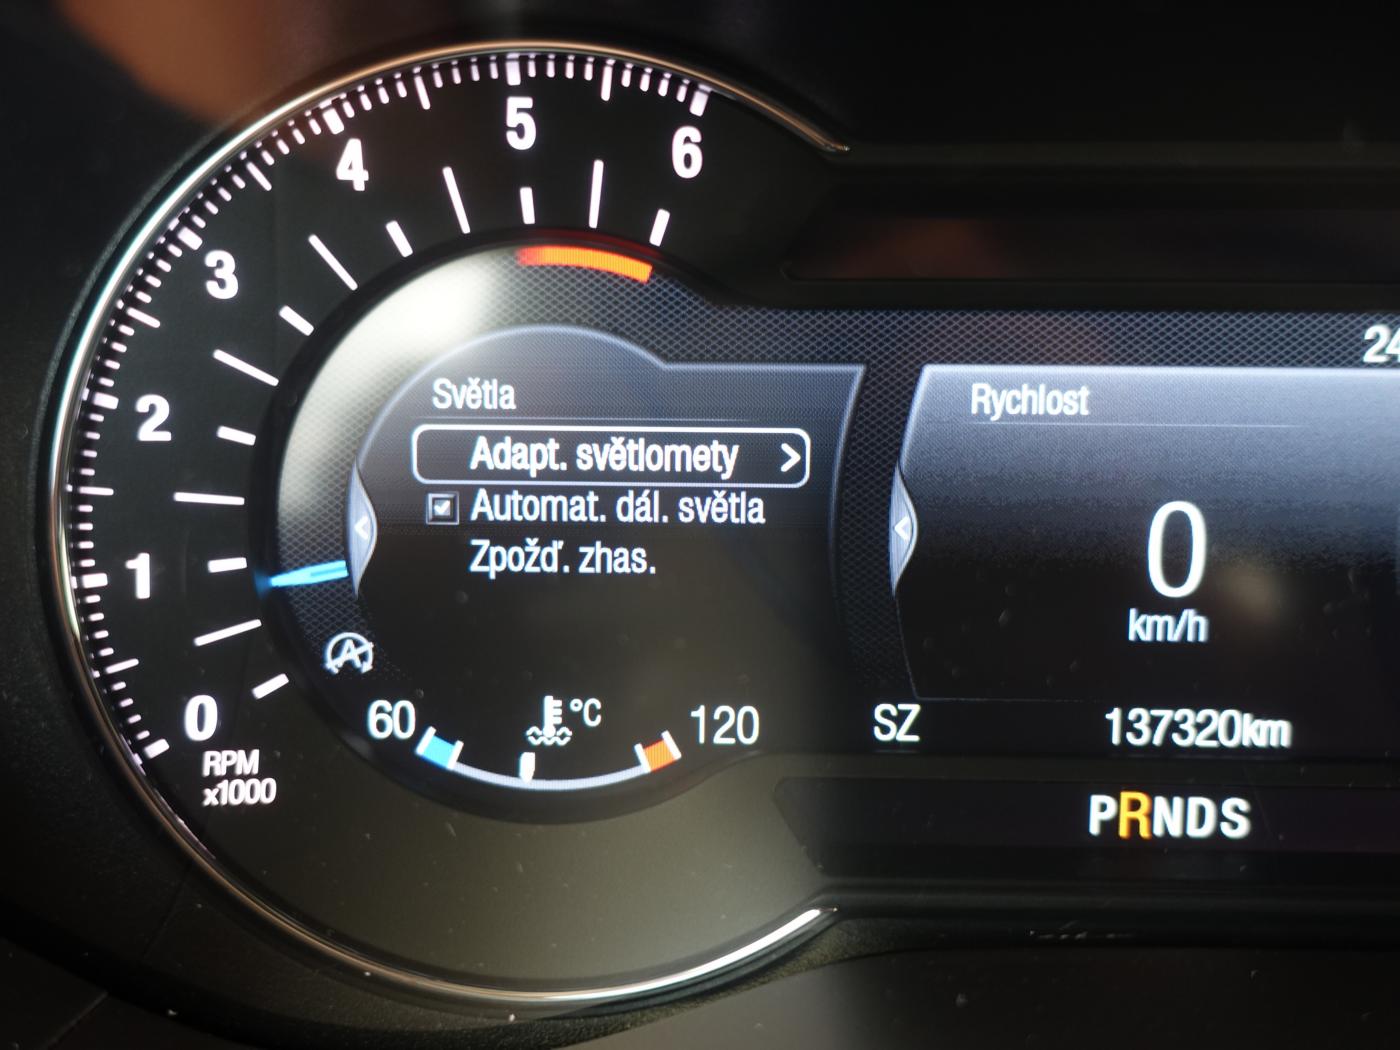 5
4
6
3
2
1
0
RPM
x1000
24
Světla
Adapt. světlomety >
Automat. dál. světla
Zpožď. zhas.
Rychlost
0
km/h
A
60
°C
120
SZ
137320km
PRNDS